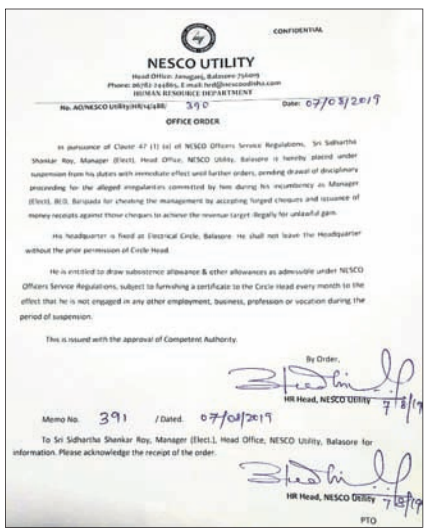 CONFIDENTIAL
NESCO UTILITY
Head Office: Januganj, Balasore-756019
HUMAN RESOURCE DEPARTMENT
390 Date: 07/08/2019
OFFICE ORDER
In pursuance of Clause 47 (1) (a) of NESCO Officers Service Regulations, Sri Sidhartha
Shankar Roy, Manager (Elect), Head Office, NESCO Utility, Balasore is hereby placed under
suspension from his duties with immediate effect until further orders, pending drawal of disciplinary
proceeding for the alleged irregularities committed by him during his incumbency as Manager
(Elect), BED, Baripada for cheating the management by accepting forged cheques and issuance of
money receipts against those cheques to achieve the revenue target illegally for unlawful gain.
His headquarter is fixed at Electrical Circle, Balasore. He shall not leave the Headquarter
without the prior permission of Circle Head.
He is entitled to draw subsistence allowance & other allowances as admissible under NESCO
Officers Service Regulations, subject to furnishing a certificate to the Circle Head every month to the
effect that he is not engaged in any other employment, business, profession or vocation during the
period of suspension.
This is issued with the approval of Competent Authority.
By Order,
HR Head, NESCO Utility 7/8/19
Memo No. 391 / Dated. 07/08/2019
To Sri Sidhartha Shankar Roy, Manager (Elect.), Head Office, NESCO Utility, Balasore for
information. Please acknowledge the receipt of the order.
HR Head, NESCO Utility 7/8/19
PTO